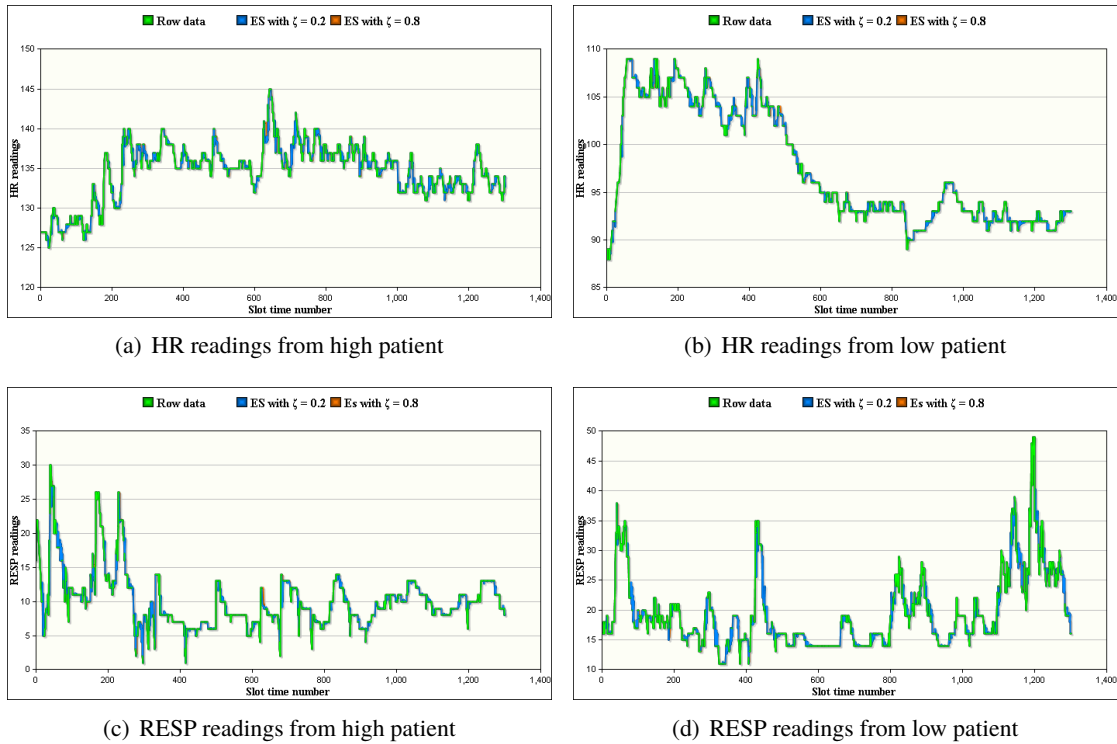 Row data ES with ζ = 0.2 ES with ζ = 0.8
150
145
140
135
130
125
120
HR readings
0 200 400 600 800 1,000 1,200 1,400
Slot time number
(a) HR readings from high patient
Row data ES with ζ = 0.2 ES with ζ = 0.8
110
105
100
95
90
85
HR readings
0 200 400 600 800 1,000 1,200 1,400
Slot time number
(b) HR readings from low patient
Row data ES with ζ = 0.2 Es with ζ = 0.8
35
30
25
20
15
10
5
0
RESP readings
0 200 400 600 800 1,000 1,200 1,400
Slot time number
(c) RESP readings from high patient
Row data ES with ζ = 0.2 Es with ζ = 0.8
50
45
40
35
30
25
20
15
10
RESP readings
0 200 400 600 800 1,000 1,200 1,400
Slot time number
(d) RESP readings from low patient